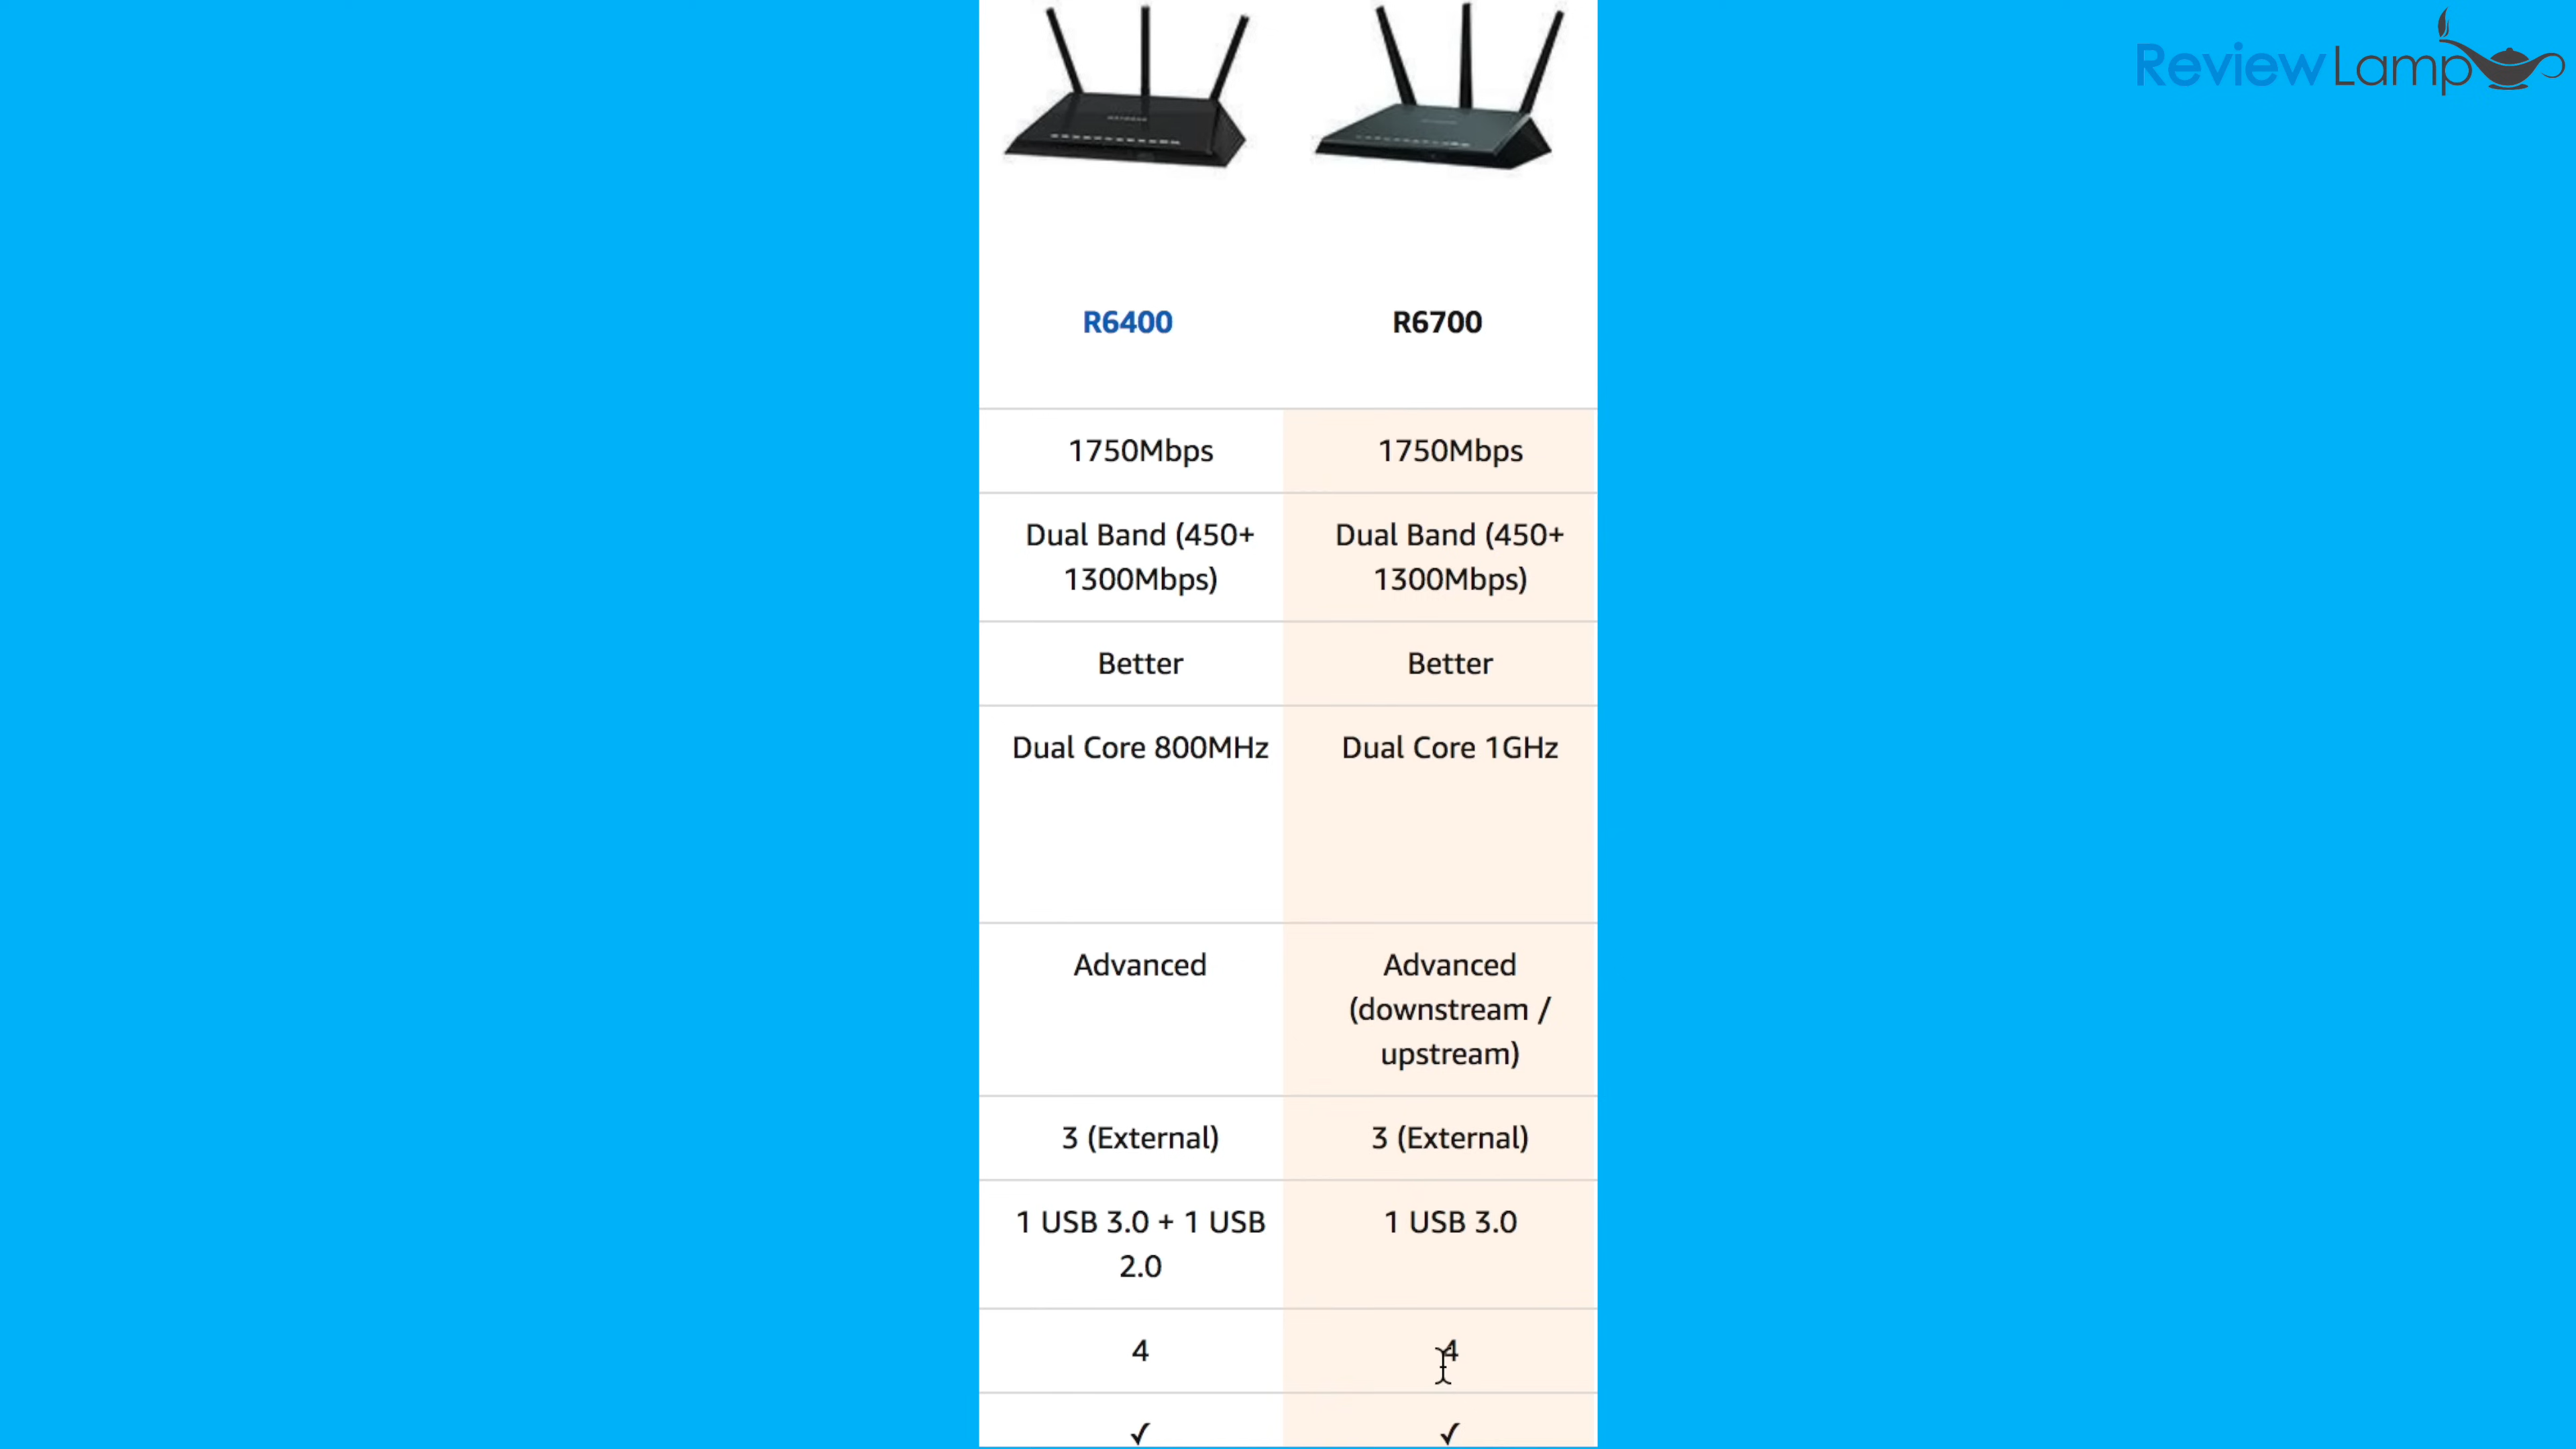 ReviewLamp
R6400 R6700
1750Mbps 1750Mbps
Dual Band (450+ Dual Band (450+
1300Mbps) 1300Mbps)
Better Better
Dual Core 800MHz Dual Core 1GHz
Advanced Advanced
(downstream /
upstream)
3 (External) 3 (External)
1 USB 3.0 + 1 USB 1 USB 3.0
2.0
4 4
✓ ✓